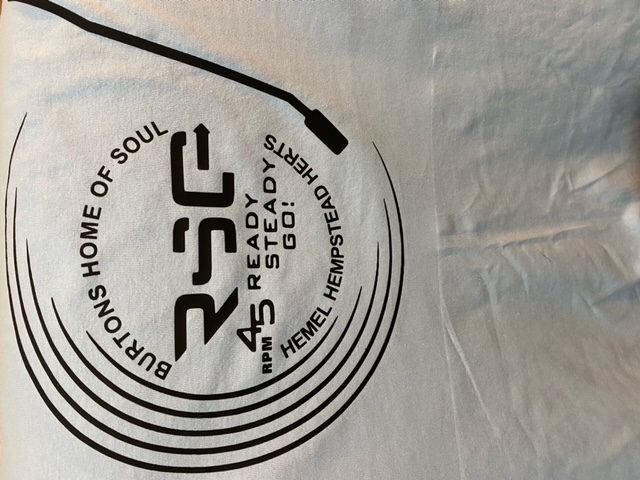 BURTONS HOME OF SOUL
RSG
45 READY
RPM STEADY
GO!
HEMEL HEMPSTEAD HERTS